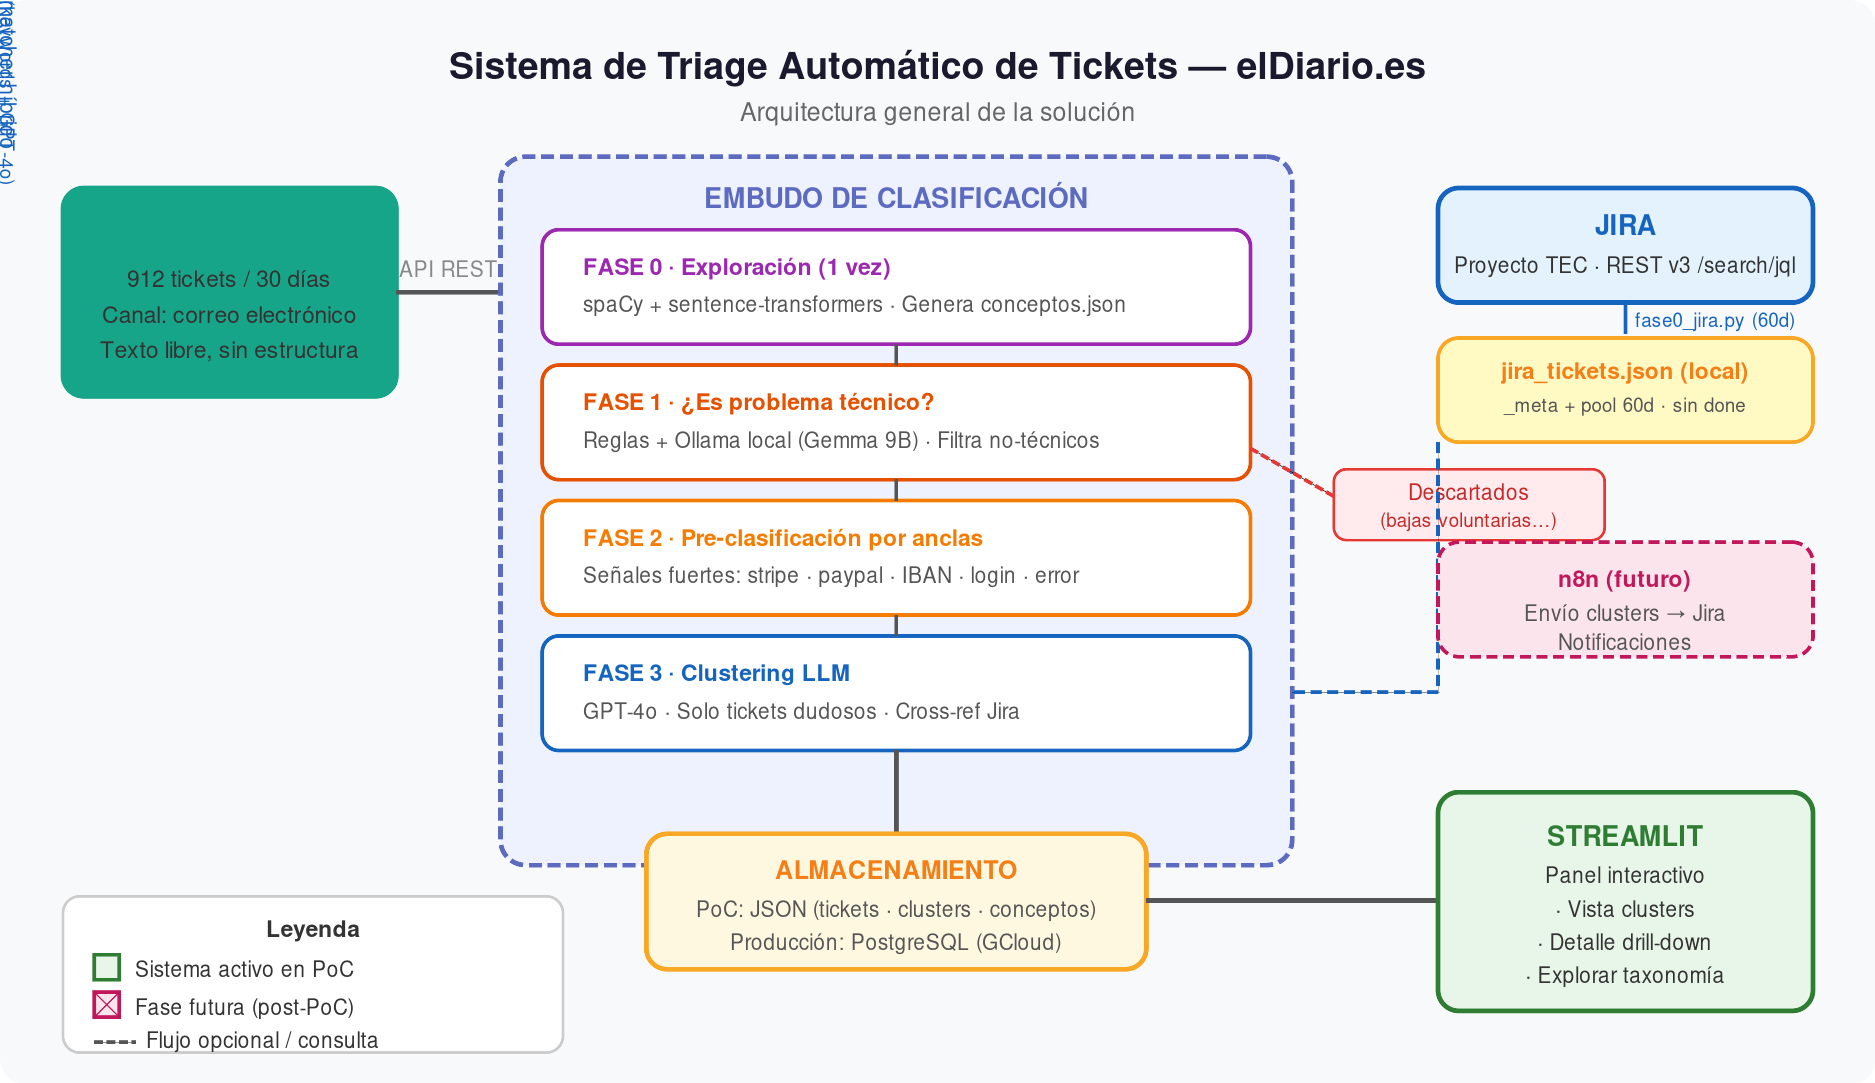 Sistema de Triage Automático de Tickets — elDiario.es
Arquitectura general de la solución
912 tickets / 30 días
Canal: correo electrónico
Texto libre, sin estructura
API REST
EMBUDO DE CLASIFICACIÓN
FASE 0 · Exploración (1 vez)
spaCy + sentence-transformers · Genera conceptos.json
FASE 1 · ¿Es problema técnico?
Reglas + Ollama local (Gemma 9B) · Filtra no-técnicos
FASE 2 · Pre-clasificación por anclas
Señales fuertes: stripe · paypal · IBAN · login · error
FASE 3 · Clustering LLM
GPT-4o · Solo tickets dudosos · Cross-ref Jira
JIRA
Proyecto TEC · REST v3 /search/jql
fase0_jira.py (60d)
jira_tickets.json (local)
_meta + pool 60d · sin done
Descartados
(bajas voluntarias...)
n8n (futuro)
Envío clusters → Jira
Notificaciones
ALMACENAMIENTO
PoC: JSON (tickets · clusters · conceptos)
Producción: PostgreSQL (GCloud)
STREAMLIT
Panel interactivo
· Vista clusters
· Detalle drill-down
· Explorar taxonomía
Leyenda
Sistema activo en PoC
Fase futura (post-PoC)
Flujo opcional / consulta